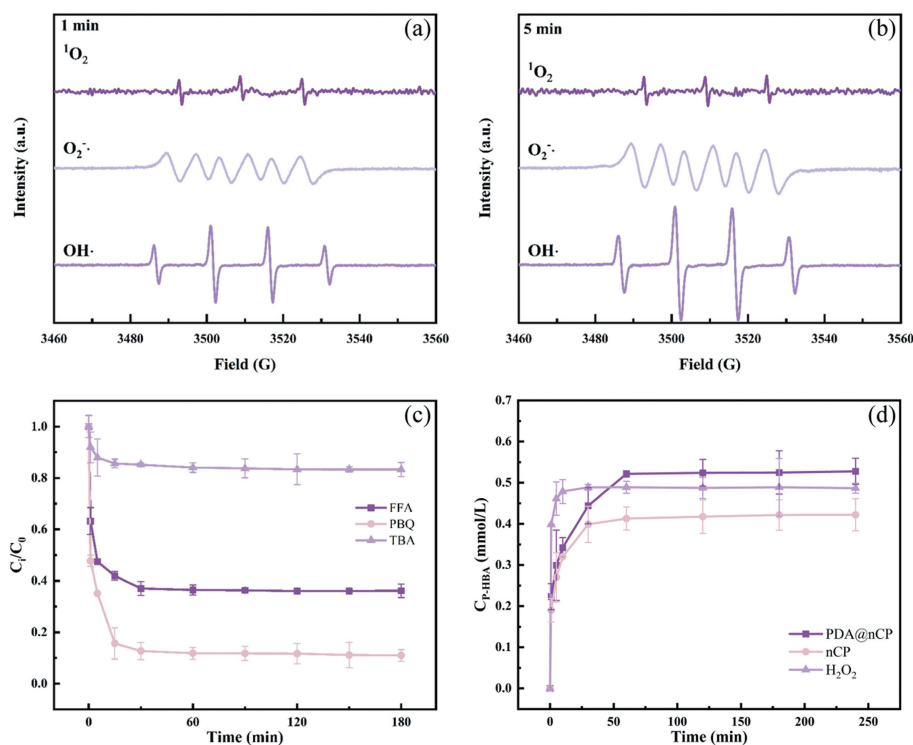 1 min
(a)
¹O₂
O₂⁻·
OH·
Intensity (a.u.)
3460 3480 3500 3520 3540 3560
Field (G)
5 min
(b)
¹O₂
O₂⁻·
OH·
Intensity (a.u.)
3460 3480 3500 3520 3540 3560
Field (G)
(c)
1.0
0.8
0.6
0.4
0.2
0.0
Cᵢ/C₀
FFA
PBQ
TBA
0 60 120 180
Time (min)
(d)
0.7
0.6
0.5
0.4
0.3
0.2
0.1
0.0
C_P-HBA (mmol/L)
PDA@nCP
nCP
H₂O₂
0 50 100 150 200 250
Time (min)